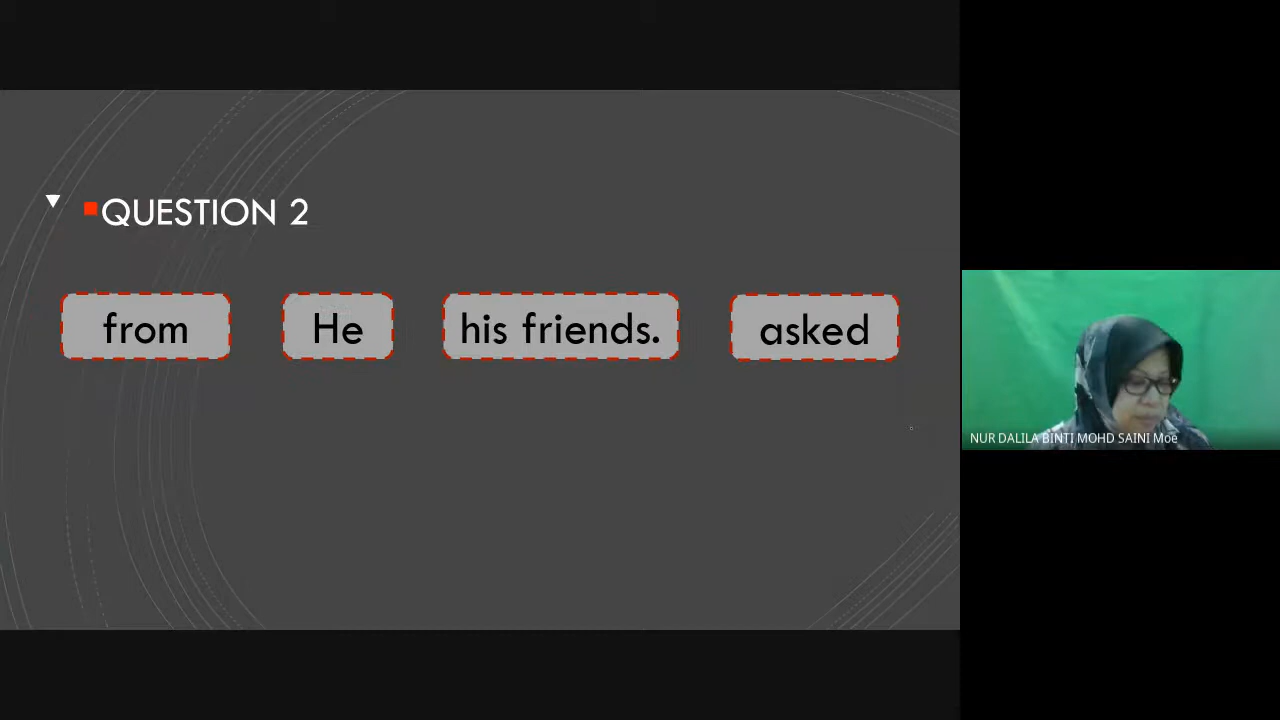 QUESTION 2
from He his friends. asked
NUR DALILA BINTI MOHD SAINI Moe